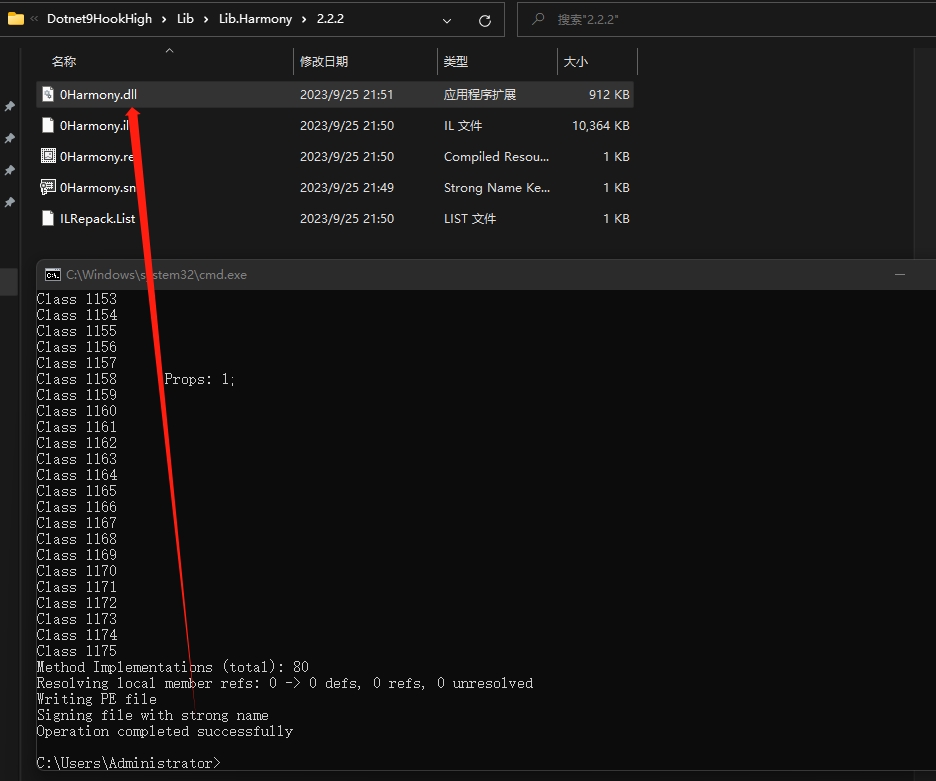 « Dotnet9HookHigh › Lib › Lib.Harmony › 2.2.2
搜索"2.2.2"
名称 修改日期 类型 大小
0Harmony.dll 2023/9/25 21:51 应用程序扩展 912 KB
0Harmony.il 2023/9/25 21:50 IL 文件 10,364 KB
0Harmony.re 2023/9/25 21:50 Compiled Resou... 1 KB
0Harmony.sn 2023/9/25 21:49 Strong Name Ke... 1 KB
ILRepack.List 2023/9/25 21:50 LIST 文件 1 KB
C:\Windows\system32\cmd.exe
Class 1153
Class 1154
Class 1155
Class 1156
Class 1157
Class 1158 Props: 1;
Class 1159
Class 1160
Class 1161
Class 1162
Class 1163
Class 1164
Class 1165
Class 1166
Class 1167
Class 1168
Class 1169
Class 1170
Class 1171
Class 1172
Class 1173
Class 1174
Class 1175
Method Implementations (total): 80
Resolving local member refs: 0 -> 0 defs, 0 refs, 0 unresolved
Writing PE file
Signing file with strong name
Operation completed successfully
C:\Users\Administrator>